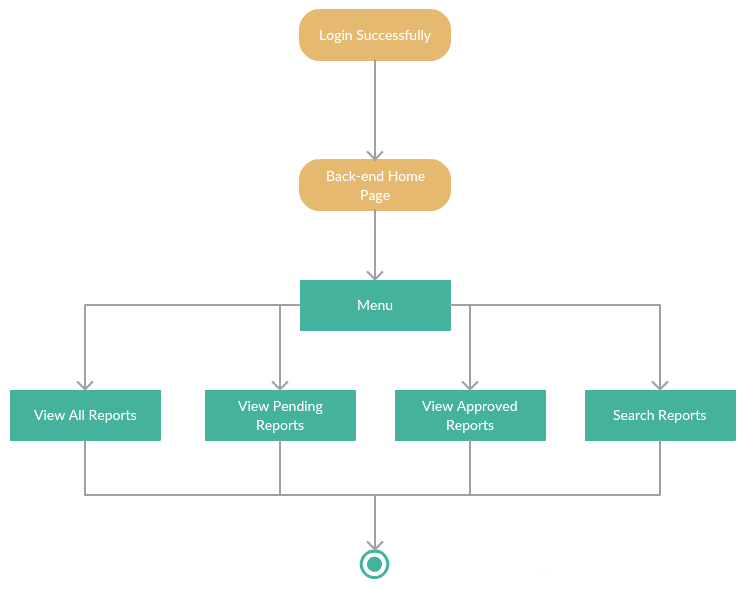 Login Successfully
Back-end Home
Page
Menu
View All Reports
View Pending
Reports
View Approved
Reports
Search Reports